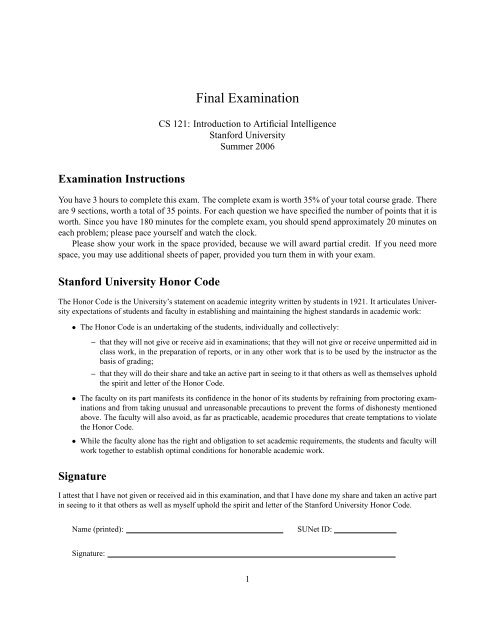 Final Examination
CS 121: Introduction to Artificial Intelligence
Stanford University
Summer 2006
Examination Instructions
You have 3 hours to complete this exam. The complete exam is worth 35% of your total course grade. There
are 9 sections, worth a total of 35 points. For each question we have specified the number of points that it is
worth. Since you have 180 minutes for the complete exam, you should spend approximately 20 minutes on
each problem; please pace yourself and watch the clock.
Please show your work in the space provided, because we will award partial credit. If you need more
space, you may use additional sheets of paper, provided you turn them in with your exam.
Stanford University Honor Code
The Honor Code is the University's statement on academic integrity written by students in 1921. It articulates Univer-
sity expectations of students and faculty in establishing and maintaining the highest standards in academic work:
• The Honor Code is an undertaking of the students, individually and collectively:
– that they will not give or receive aid in examinations; that they will not give or receive unpermitted aid in
class work, in the preparation of reports, or in any other work that is to be used by the instructor as the
basis of grading;
– that they will do their share and take an active part in seeing to it that others as well as themselves uphold
the spirit and letter of the Honor Code.
• The faculty on its part manifests its confidence in the honor of its students by refraining from proctoring exam-
inations and from taking unusual and unreasonable precautions to prevent the forms of dishonesty mentioned
above. The faculty will also avoid, as far as practicable, academic procedures that create temptations to violate
the Honor Code.
• While the faculty alone has the right and obligation to set academic requirements, the students and faculty will
work together to establish optimal conditions for honorable academic work.
Signature
I attest that I have not given or received aid in this examination, and that I have done my share and taken an active part
in seeing to it that others as well as myself uphold the spirit and letter of the Stanford University Honor Code.
Name (printed): SUNet ID:
Signature:
1